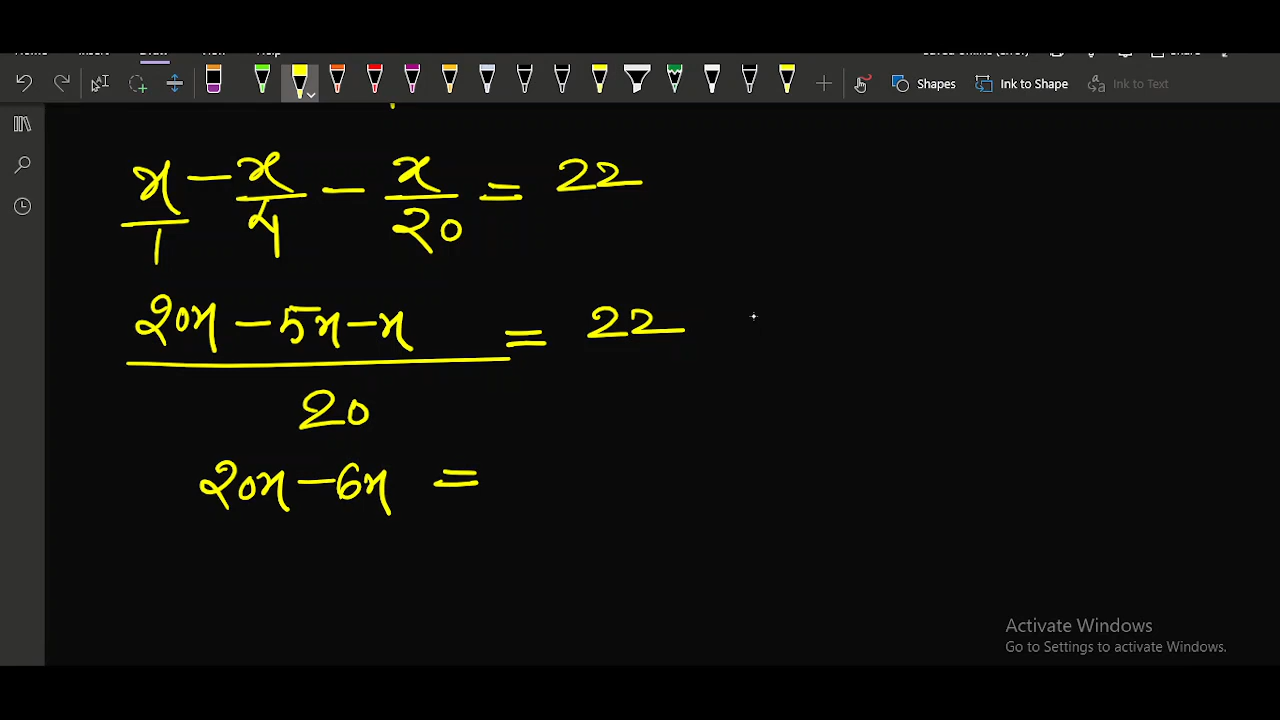 Shapes Ink to Shape Ink to Text
x/1 - x/4 - x/20 = 22
20x - 5x - x / 20 = 22
20x - 6x =
Activate Windows
Go to Settings to activate Windows.